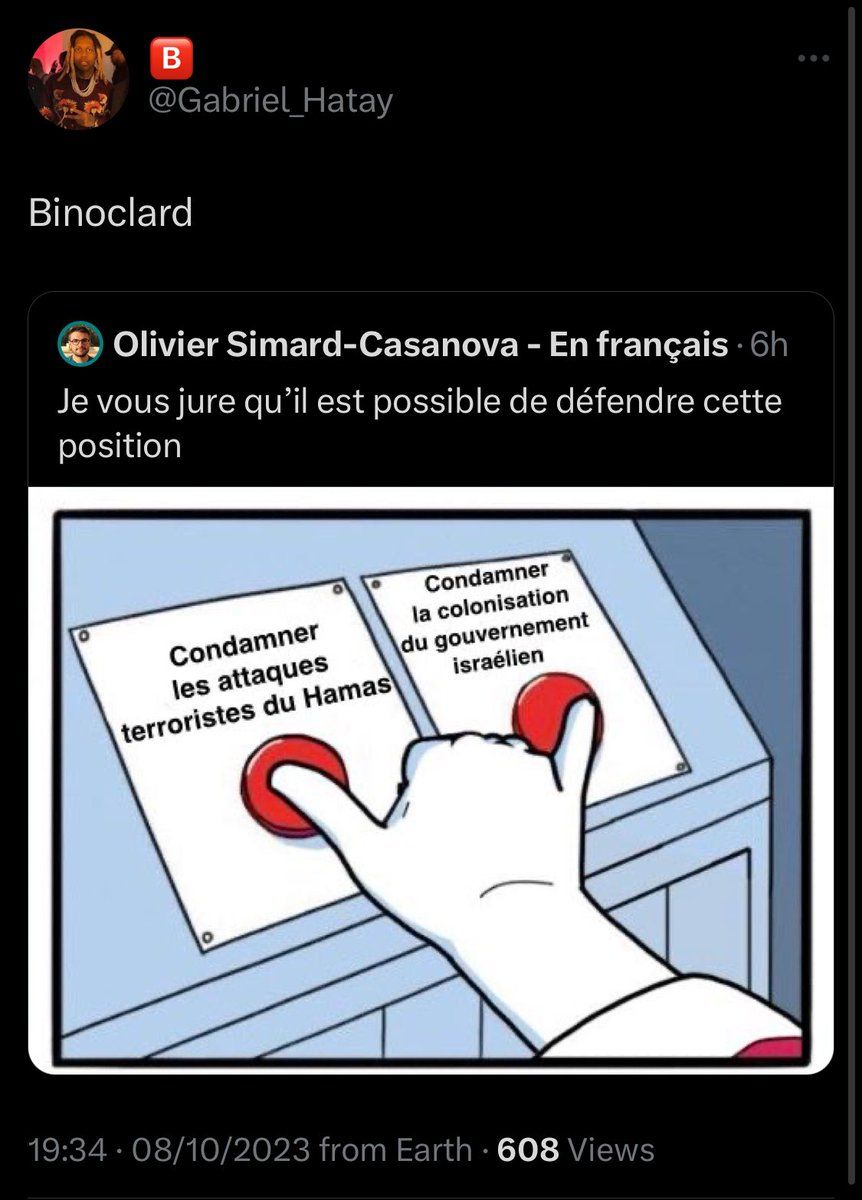 B
@Gabriel_Hatay
Binoclard
Olivier Simard-Casanova - En français · 6h
Je vous jure qu’il est possible de défendre cette
position
Condamner
les attaques
terroristes du Hamas
Condamner
la colonisation
du gouvernement
israélien
19:34 · 08/10/2023 from Earth · 608 Views